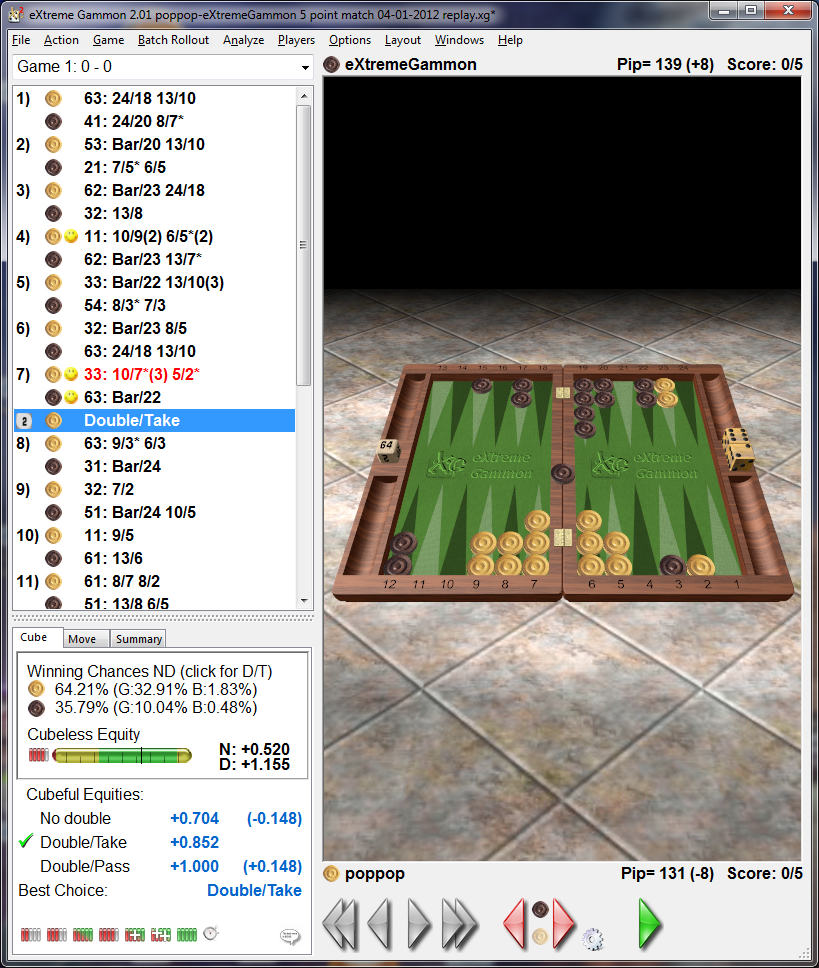 eXtreme Gammon 2.01 poppop-eXtremeGammon 5 point match 04-01-2012 replay.xg*
File Action Game Batch Rollout Analyze Players Options Layout Windows Help
Game 1: 0 - 0
eXtremeGammon Pip= 139 (+8) Score: 0/5
1) 63: 24/18 13/10
41: 24/20 8/7*
2) 53: Bar/20 13/10
21: 7/5* 6/5
3) 62: Bar/23 24/18
32: 13/8
4) 11: 10/9(2) 6/5*(2)
62: Bar/23 13/7*
5) 33: Bar/22 13/10(3)
54: 8/3* 7/3
6) 32: Bar/23 8/5
63: 24/18 13/10
7) 33: 10/7*(3) 5/2*
63: Bar/22
2 Double/Take
8) 63: 9/3* 6/3
31: Bar/24
9) 32: 7/2
51: Bar/24 10/5
10) 11: 9/5
61: 13/6
11) 61: 8/7 8/2
51: 13/8 6/5
13 14 15 16 17 18 19 20 21 22 23 24
64
2
XG eXtreme Gammon XG eXtreme Gammon
12 11 10 9 8 7 6 5 4 3 2 1
Cube Move Summary
Winning Chances ND (click for D/T)
64.21% (G:32.91% B:1.83%)
35.79% (G:10.04% B:0.48%)
Cubeless Equity
N: +0.520
D: +1.155
Cubeful Equities:
No double +0.704 (-0.148)
Double/Take +0.852
Double/Pass +1.000 (+0.148)
Best Choice: Double/Take
poppop Pip= 131 (-8) Score: 0/5